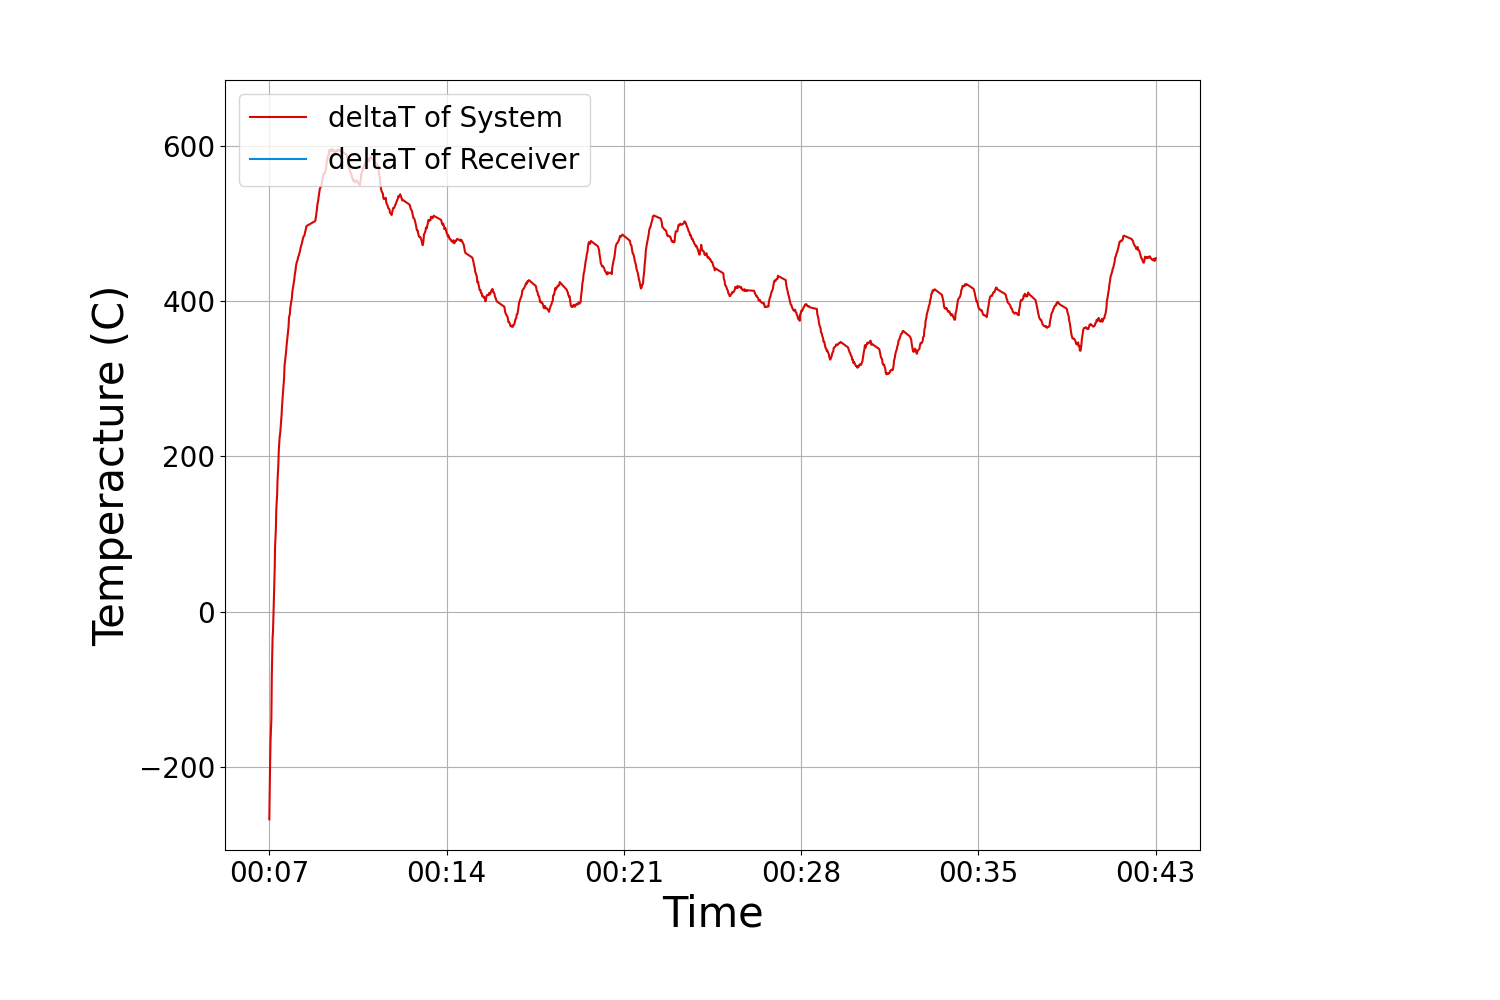 deltaT of System
deltaT of Receiver
600
400
200
0
−200
Temperacture (C)
00:07 00:14 00:21 00:28 00:35 00:43
Time